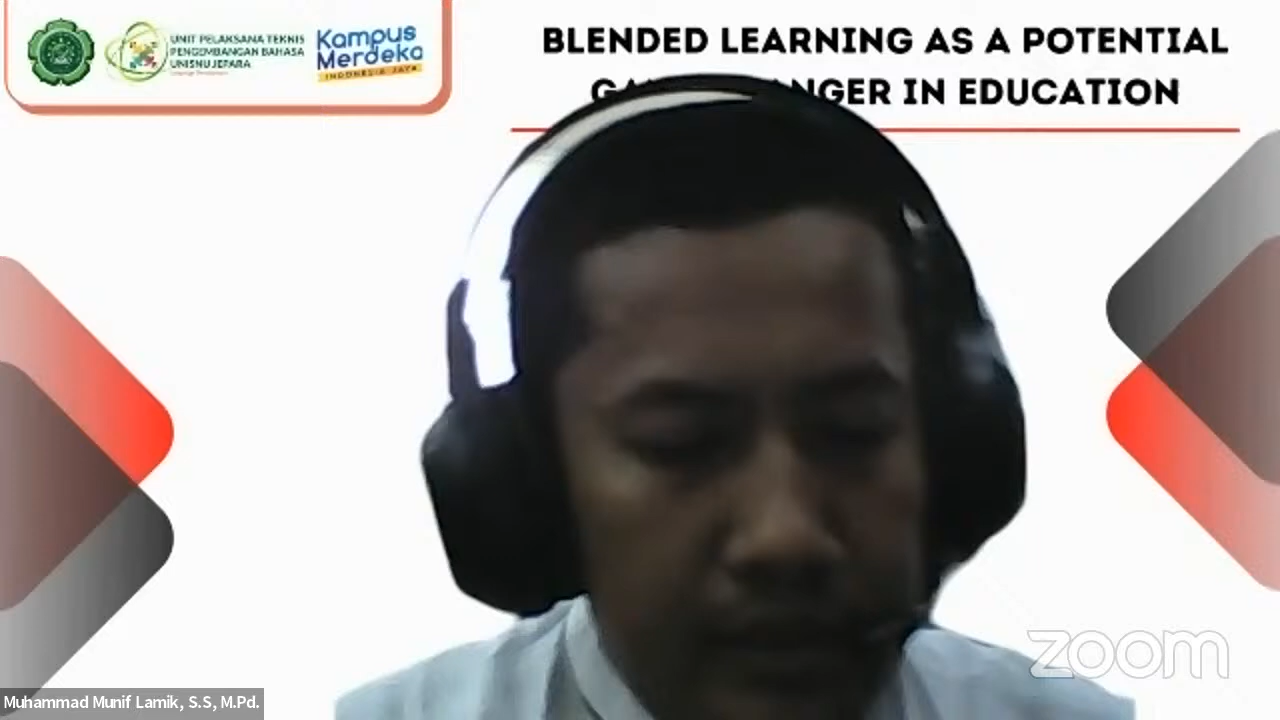 UNIT PELAKSANA TEKNIS
PENGEMBANGAN BAHASA
UNISNU JEPARA
Kampus
Merdeka
INDONESIA JAYA
BLENDED LEARNING AS A POTENTIAL
IN EDUCATION
zoom
Muhammad Munif Lamik, S.S, M.Pd.